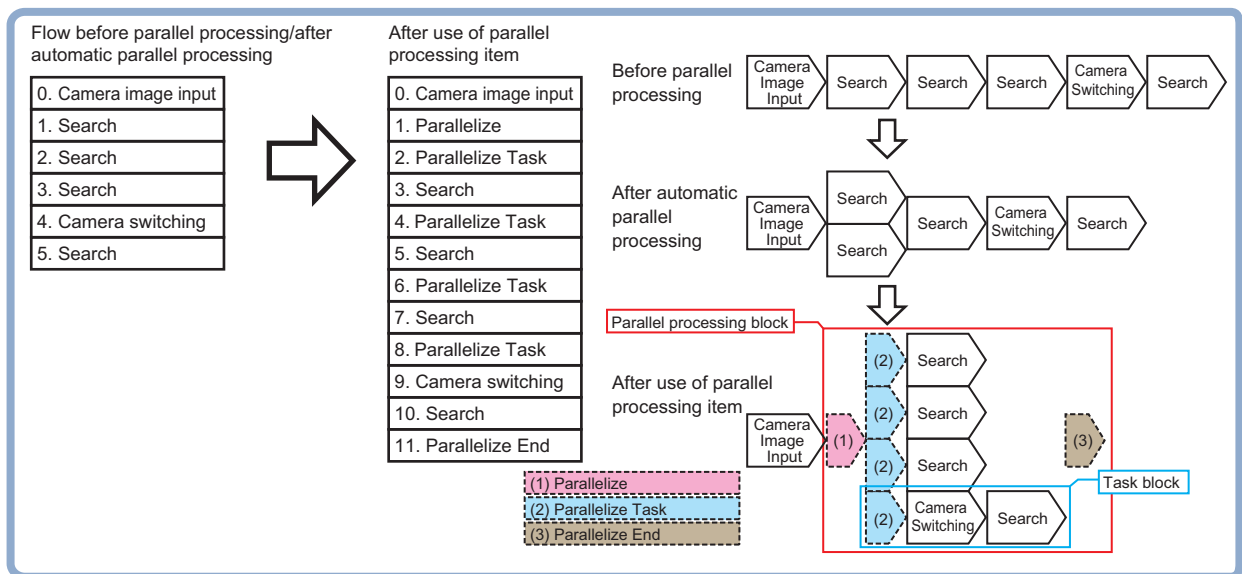 Flow before parallel processing/after
automatic parallel processing
0. Camera image input
1. Search
2. Search
3. Search
4. Camera switching
5. Search
After use of parallel
processing item
0. Camera image input
1. Parallelize
2. Parallelize Task
3. Search
4. Parallelize Task
5. Search
6. Parallelize Task
7. Search
8. Parallelize Task
9. Camera switching
10. Search
11. Parallelize End
Before parallel
processing
Camera
Image
Input
Search
Search
Search
Camera
Switching
Search
After automatic
parallel
processing
Camera
Image
Input
Search
Search
Search
Camera
Switching
Search
Parallel processing block
After use of parallel
processing item
Camera
Image
Input
(1)
(2)
Search
(2)
Search
(2)
Search
(2)
Camera
Switching
Search
(3)
Task block
(1) Parallelize
(2) Parallelize Task
(3) Parallelize End